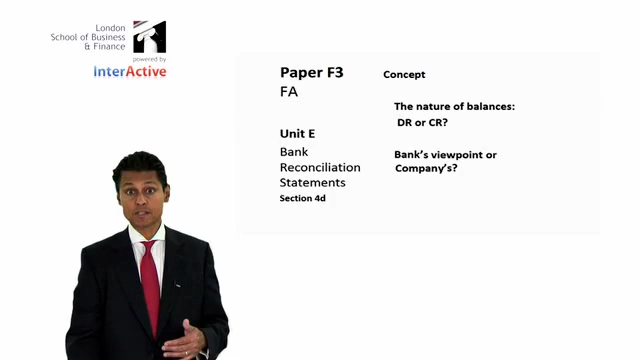 London
School of Business
& Finance
powered by
InterActive
Paper F3
FA
Unit E
Bank
Reconciliation
Statements
Section 4d
Concept
The nature of balances:
DR or CR?
Bank's viewpoint or
Company's?